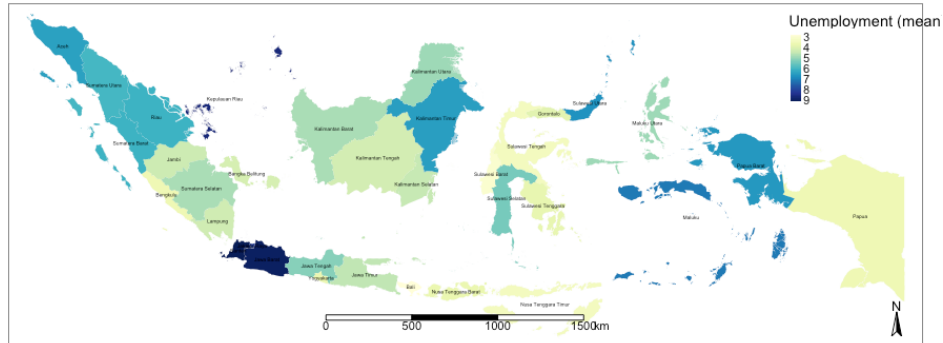 Unemployment (mean
3
4
5
6
7
8
9
Aceh
Sumatera Utara
Riau
Kepulauan Riau
Sumatera Barat
Jambi
Bangka Belitung
Sumatera Selatan
Bengkulu
Lampung
Jawa Barat
Jawa Tengah
Yogyakarta
Jawa Timur
Bali
Nusa Tenggara Barat
Nusa Tenggara Timur
Kalimantan Utara
Kalimantan Barat
Kalimantan Timur
Kalimantan Tengah
Kalimantan Selatan
Sulawesi Utara
Gorontalo
Sulawesi Tengah
Sulawesi Barat
Sulawesi Selatan
Sulawesi Tenggara
Maluku Utara
Maluku
Papua Barat
Papua
0
500
1000
1500km
N